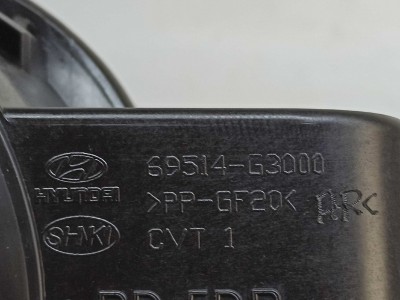 69514-G3000
HYUNDAI >PP-GF20<
SHKI CVT 1